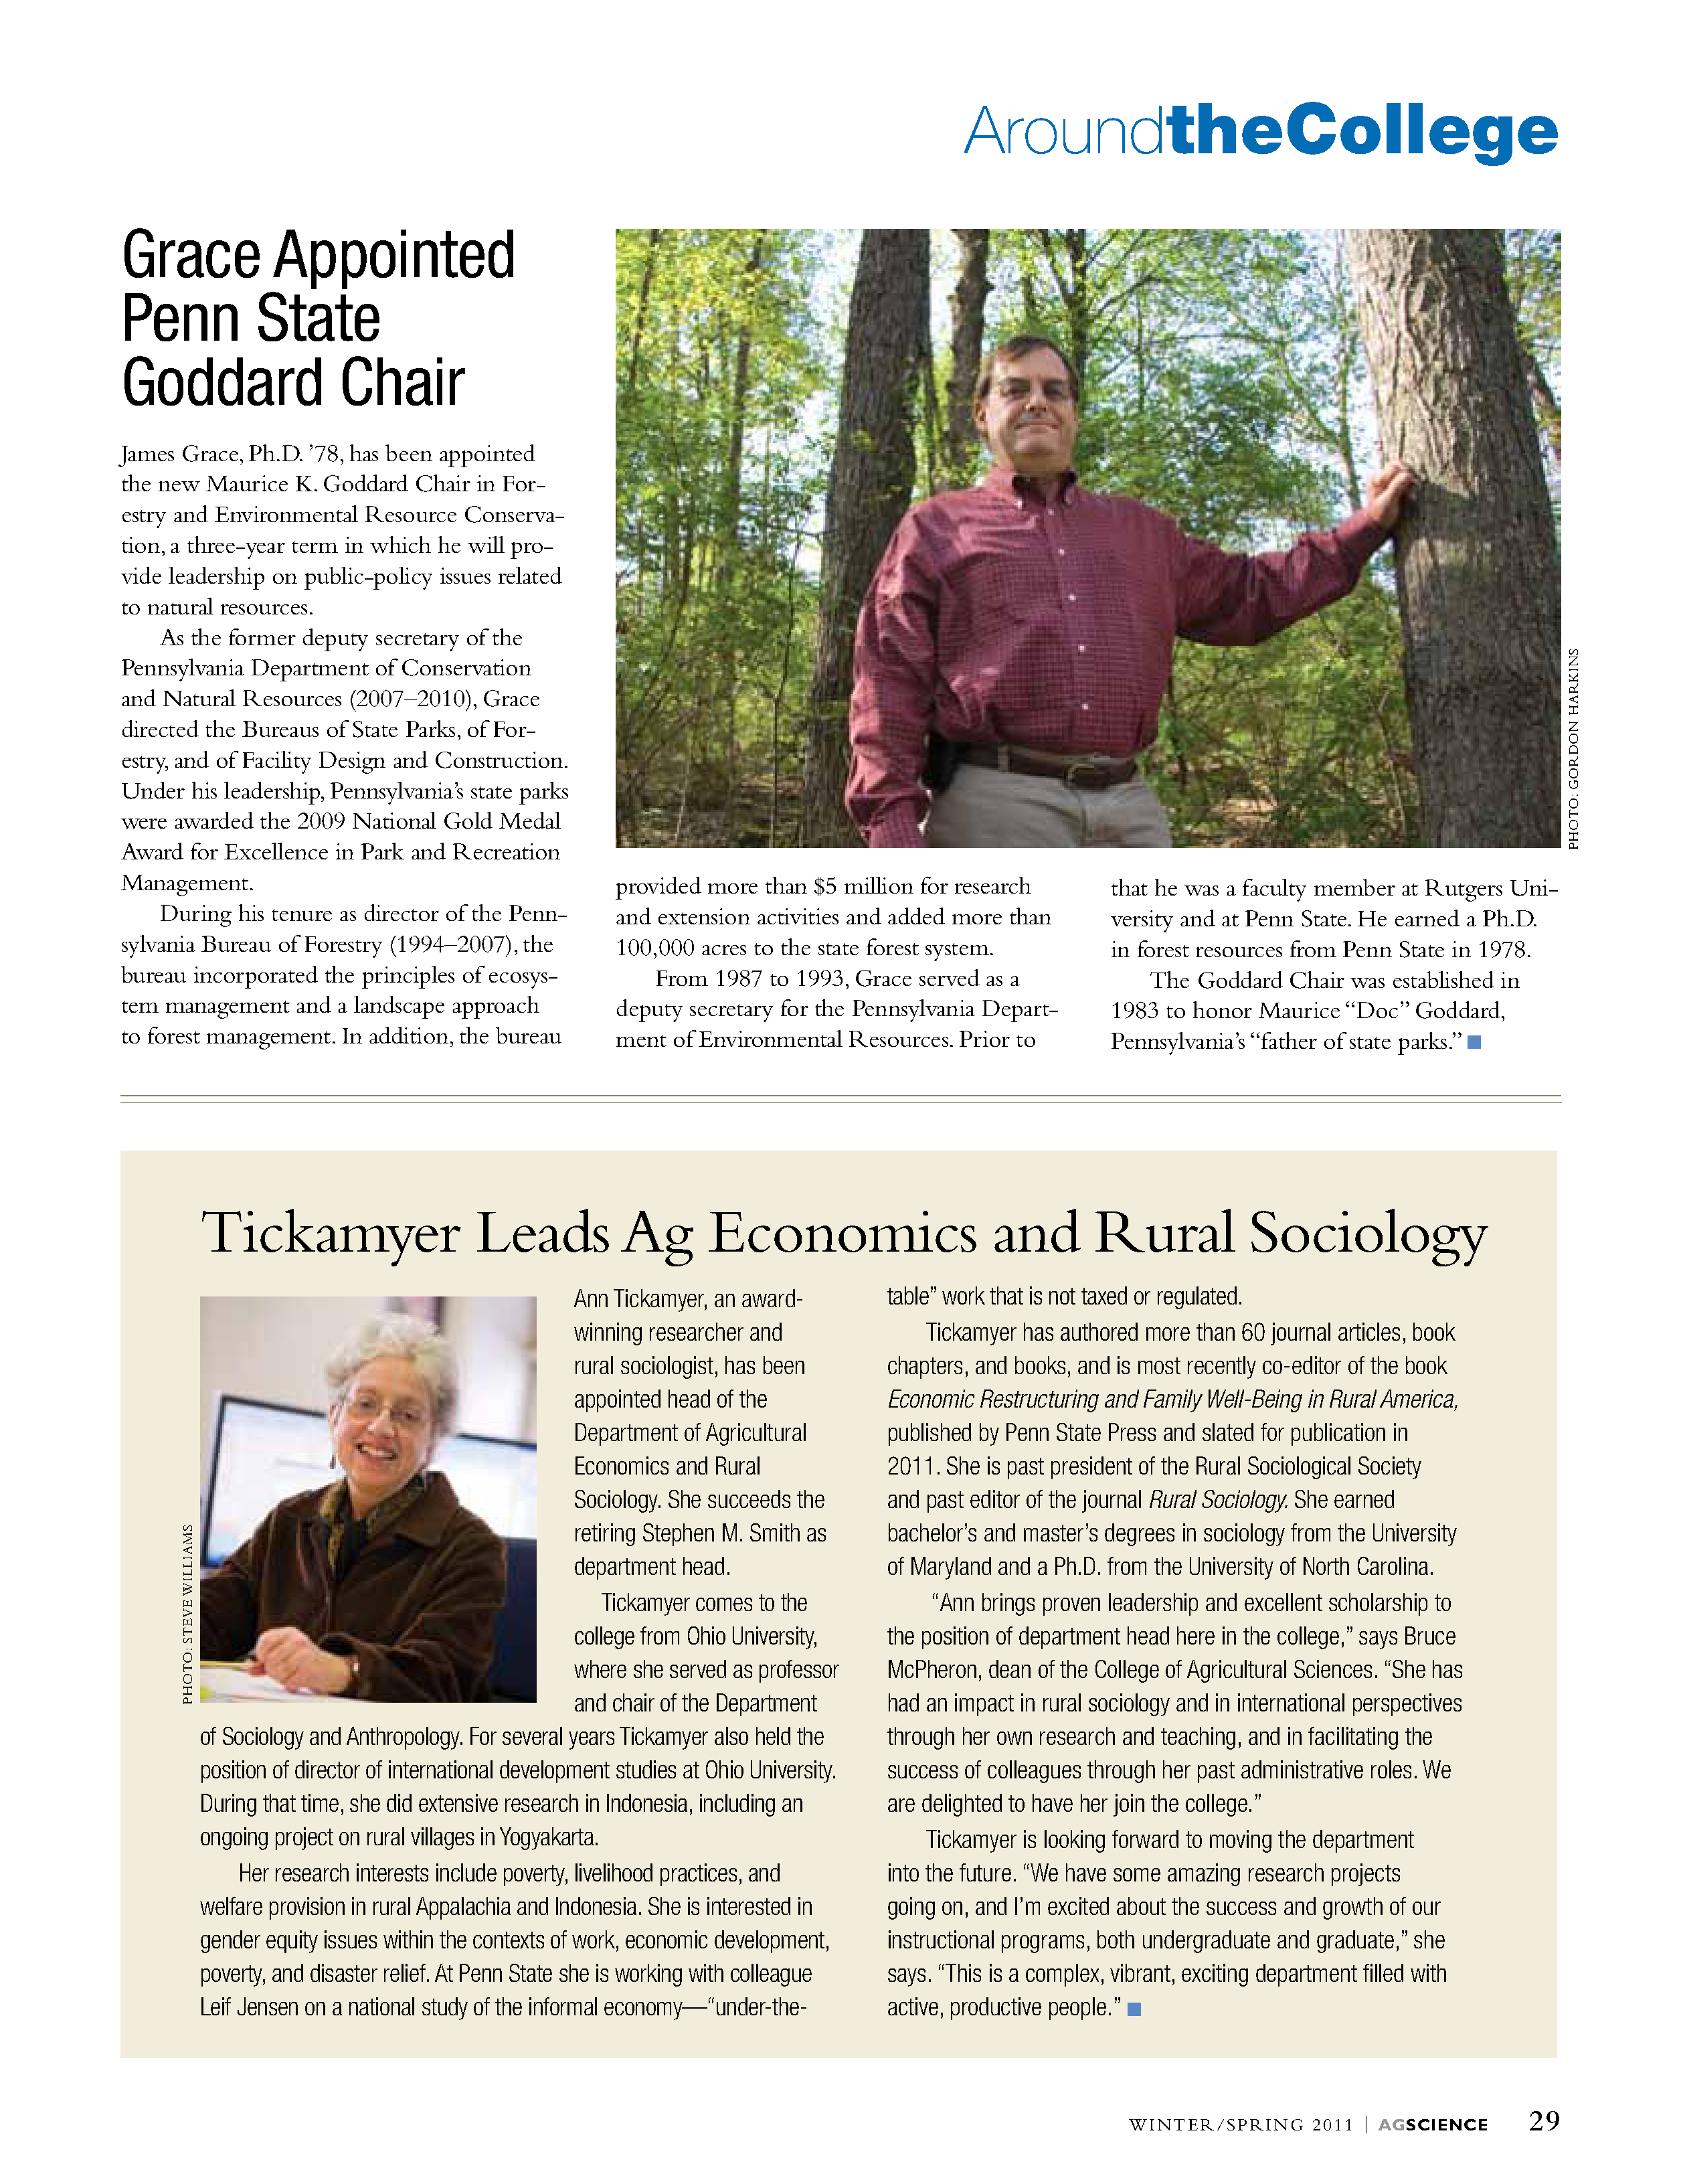 AroundtheCollege
Grace Appointed
Penn State
Goddard Chair
James Grace, Ph.D. ’78, has been appointed
the new Maurice K. Goddard Chair in For-
estry and Environmental Resource Conserva-
tion, a three-year term in which he will pro-
vide leadership on public-policy issues related
to natural resources.
As the former deputy secretary of the
Pennsylvania Department of Conservation
and Natural Resources (2007–2010), Grace
directed the Bureaus of State Parks, of For-
estry, and of Facility Design and Construction.
Under his leadership, Pennsylvania’s state parks
were awarded the 2009 National Gold Medal
Award for Excellence in Park and Recreation
Management.
During his tenure as director of the Penn-
sylvania Bureau of Forestry (1994–2007), the
bureau incorporated the principles of ecosys-
tem management and a landscape approach
to forest management. In addition, the bureau
PHOTO: GORDON HARKINS
provided more than $5 million for research
and extension activities and added more than
100,000 acres to the state forest system.
From 1987 to 1993, Grace served as a
deputy secretary for the Pennsylvania Depart-
ment of Environmental Resources. Prior to
that he was a faculty member at Rutgers Uni-
versity and at Penn State. He earned a Ph.D.
in forest resources from Penn State in 1978.
The Goddard Chair was established in
1983 to honor Maurice “Doc” Goddard,
Pennsylvania’s “father of state parks.”
Tickamyer Leads Ag Economics and Rural Sociology
PHOTO: STEVE WILLIAMS
Ann Tickamyer, an award-
winning researcher and
rural sociologist, has been
appointed head of the
Department of Agricultural
Economics and Rural
Sociology. She succeeds the
retiring Stephen M. Smith as
department head.
Tickamyer comes to the
college from Ohio University,
where she served as professor
and chair of the Department
of Sociology and Anthropology. For several years Tickamyer also held the
position of director of international development studies at Ohio University.
During that time, she did extensive research in Indonesia, including an
ongoing project on rural villages in Yogyakarta.
Her research interests include poverty, livelihood practices, and
welfare provision in rural Appalachia and Indonesia. She is interested in
gender equity issues within the contexts of work, economic development,
poverty, and disaster relief. At Penn State she is working with colleague
Leif Jensen on a national study of the informal economy—“under-the-
table” work that is not taxed or regulated.
Tickamyer has authored more than 60 journal articles, book
chapters, and books, and is most recently co-editor of the book
Economic Restructuring and Family Well-Being in Rural America,
published by Penn State Press and slated for publication in
2011. She is past president of the Rural Sociological Society
and past editor of the journal Rural Sociology. She earned
bachelor’s and master’s degrees in sociology from the University
of Maryland and a Ph.D. from the University of North Carolina.
“Ann brings proven leadership and excellent scholarship to
the position of department head here in the college,” says Bruce
McPheron, dean of the College of Agricultural Sciences. “She has
had an impact in rural sociology and in international perspectives
through her own research and teaching, and in facilitating the
success of colleagues through her past administrative roles. We
are delighted to have her join the college.”
Tickamyer is looking forward to moving the department
into the future. “We have some amazing research projects
going on, and I’m excited about the success and growth of our
instructional programs, both undergraduate and graduate,” she
says. “This is a complex, vibrant, exciting department filled with
active, productive people.”
WINTER/SPRING 2011 | AGSCIENCE 29